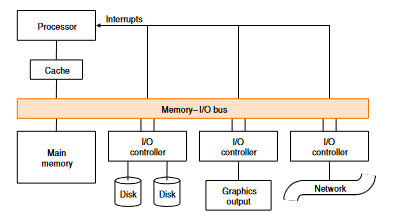 Interrupts
Processor
Cache
Memory–I/O bus
Main
memory
I/O
controller
I/O
controller
I/O
controller
Disk
Disk
Graphics
output
Network